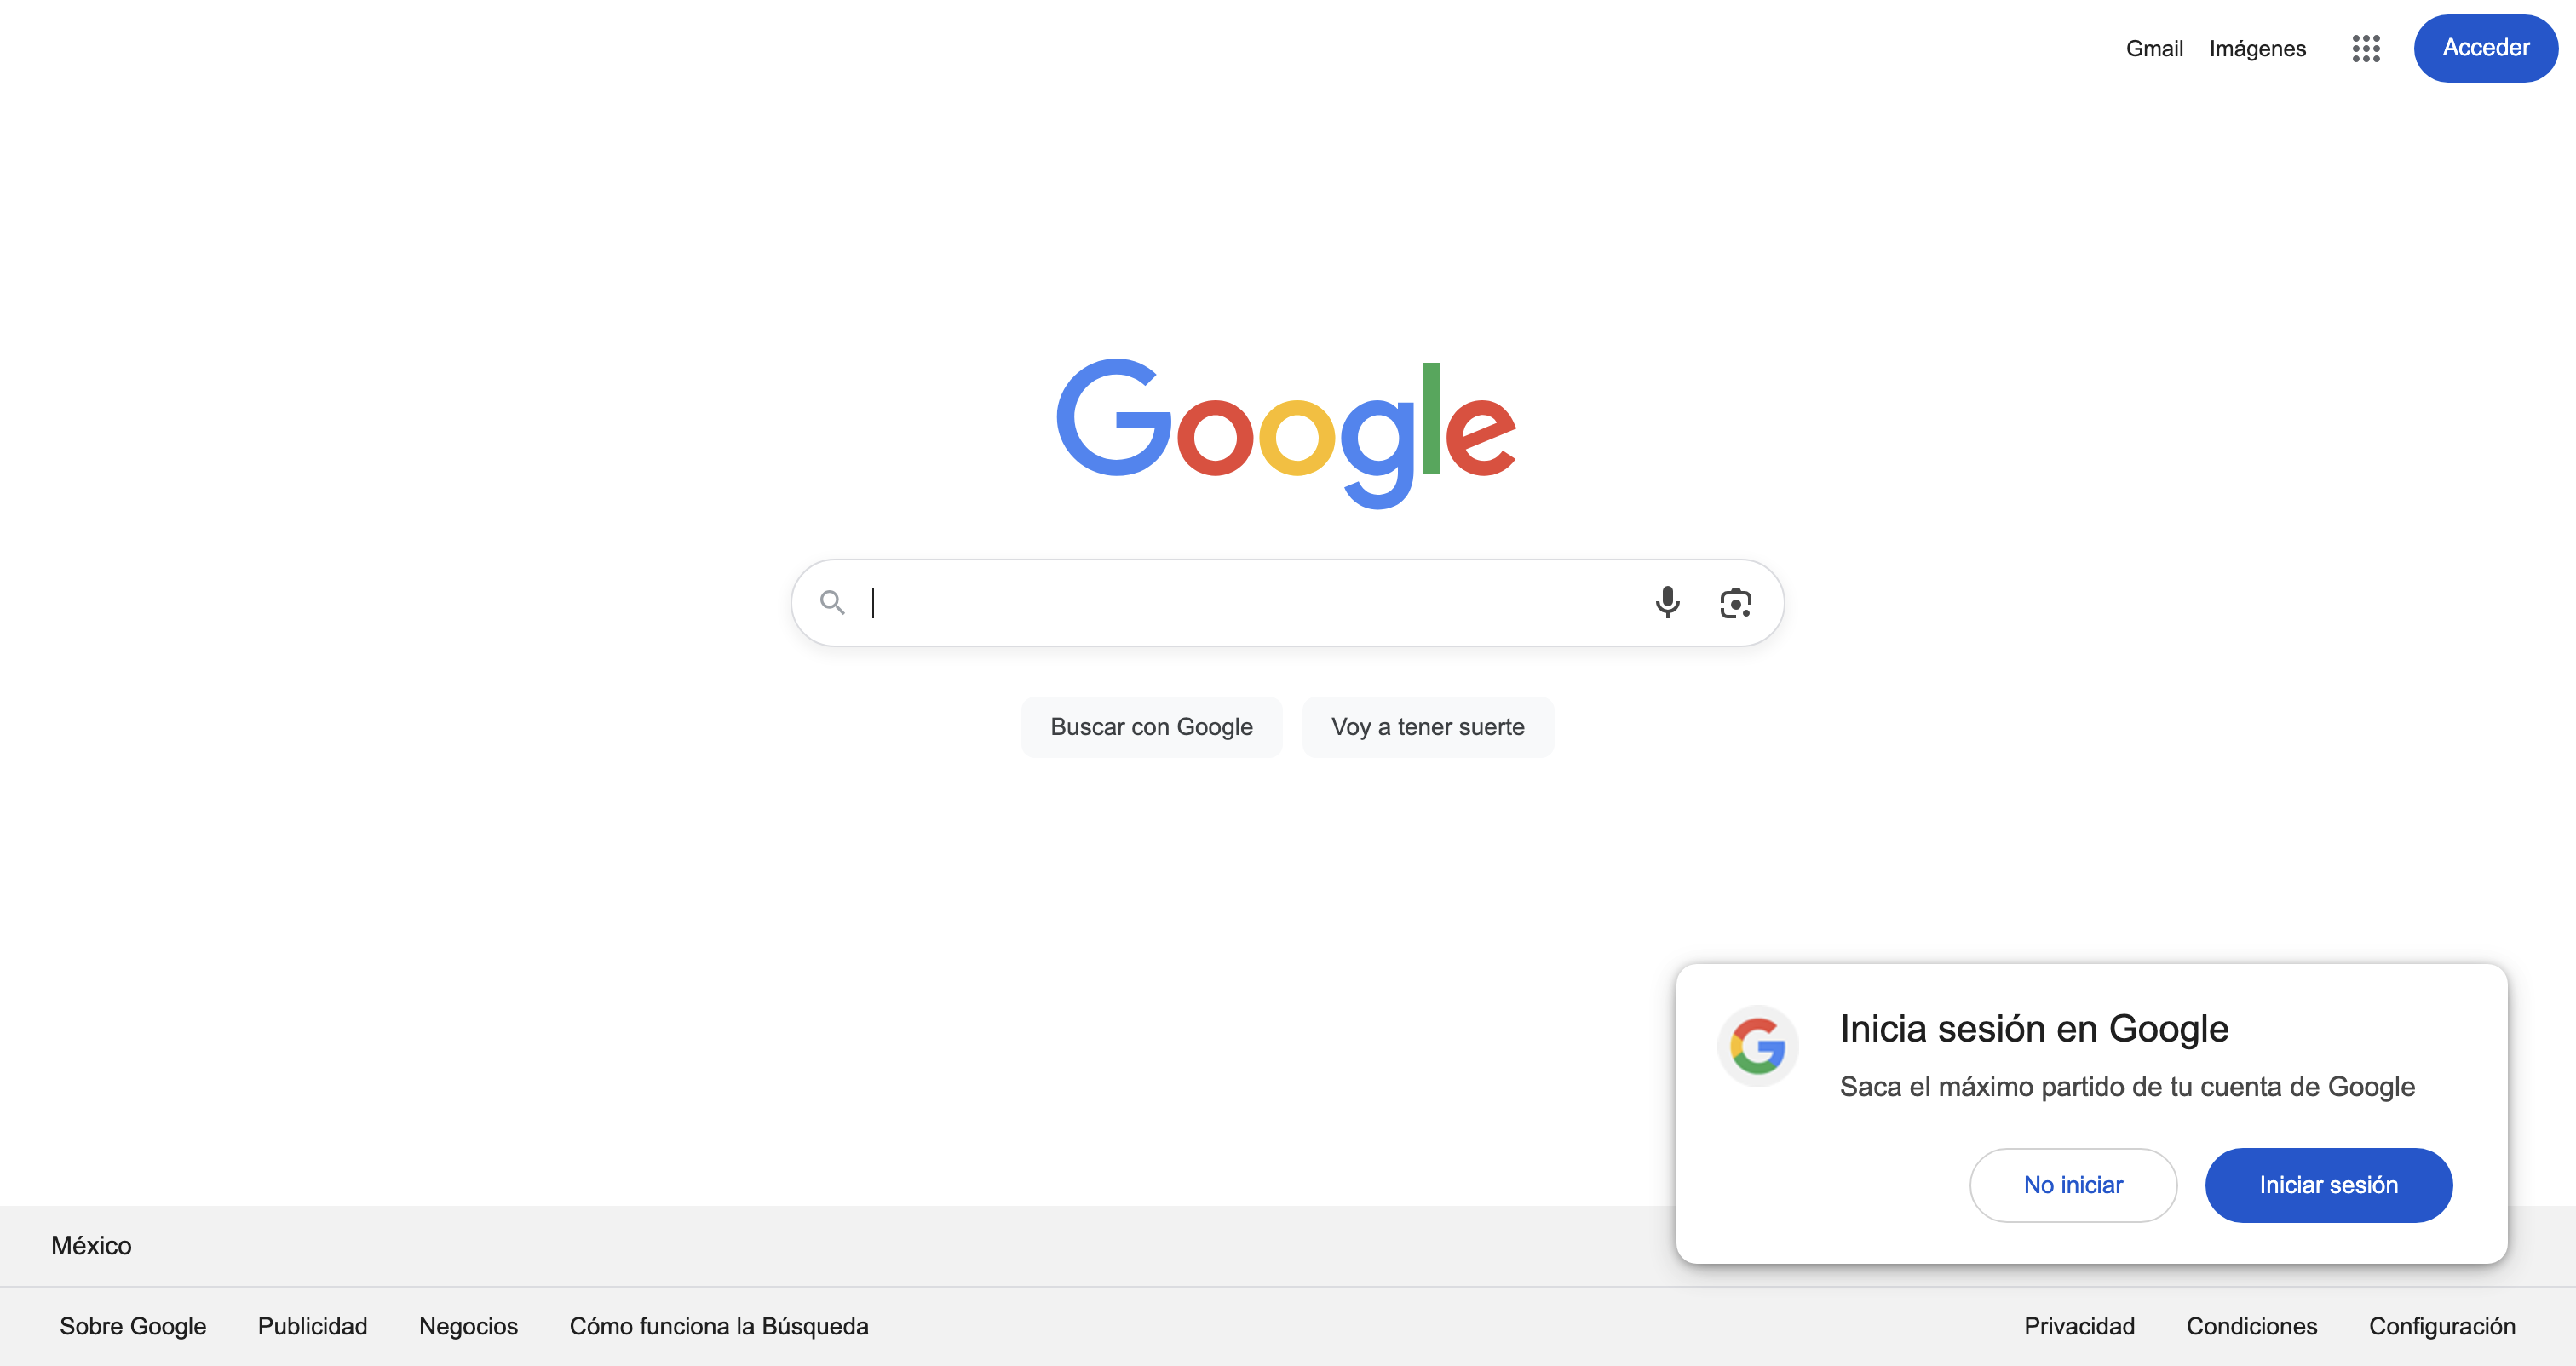 Gmail Imágenes Acceder
Google
Buscar con Google Voy a tener suerte
Inicia sesión en Google
Saca el máximo partido de tu cuenta de Google
No iniciar Iniciar sesión
México
Sobre Google Publicidad Negocios Cómo funciona la Búsqueda Privacidad Condiciones Configuración